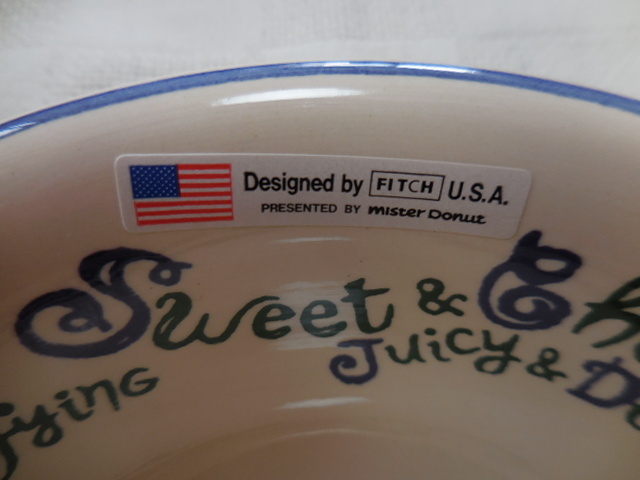 Designed by FITCH U.S.A.
PRESENTED BY mister Donut
Sweet &
Juicy &